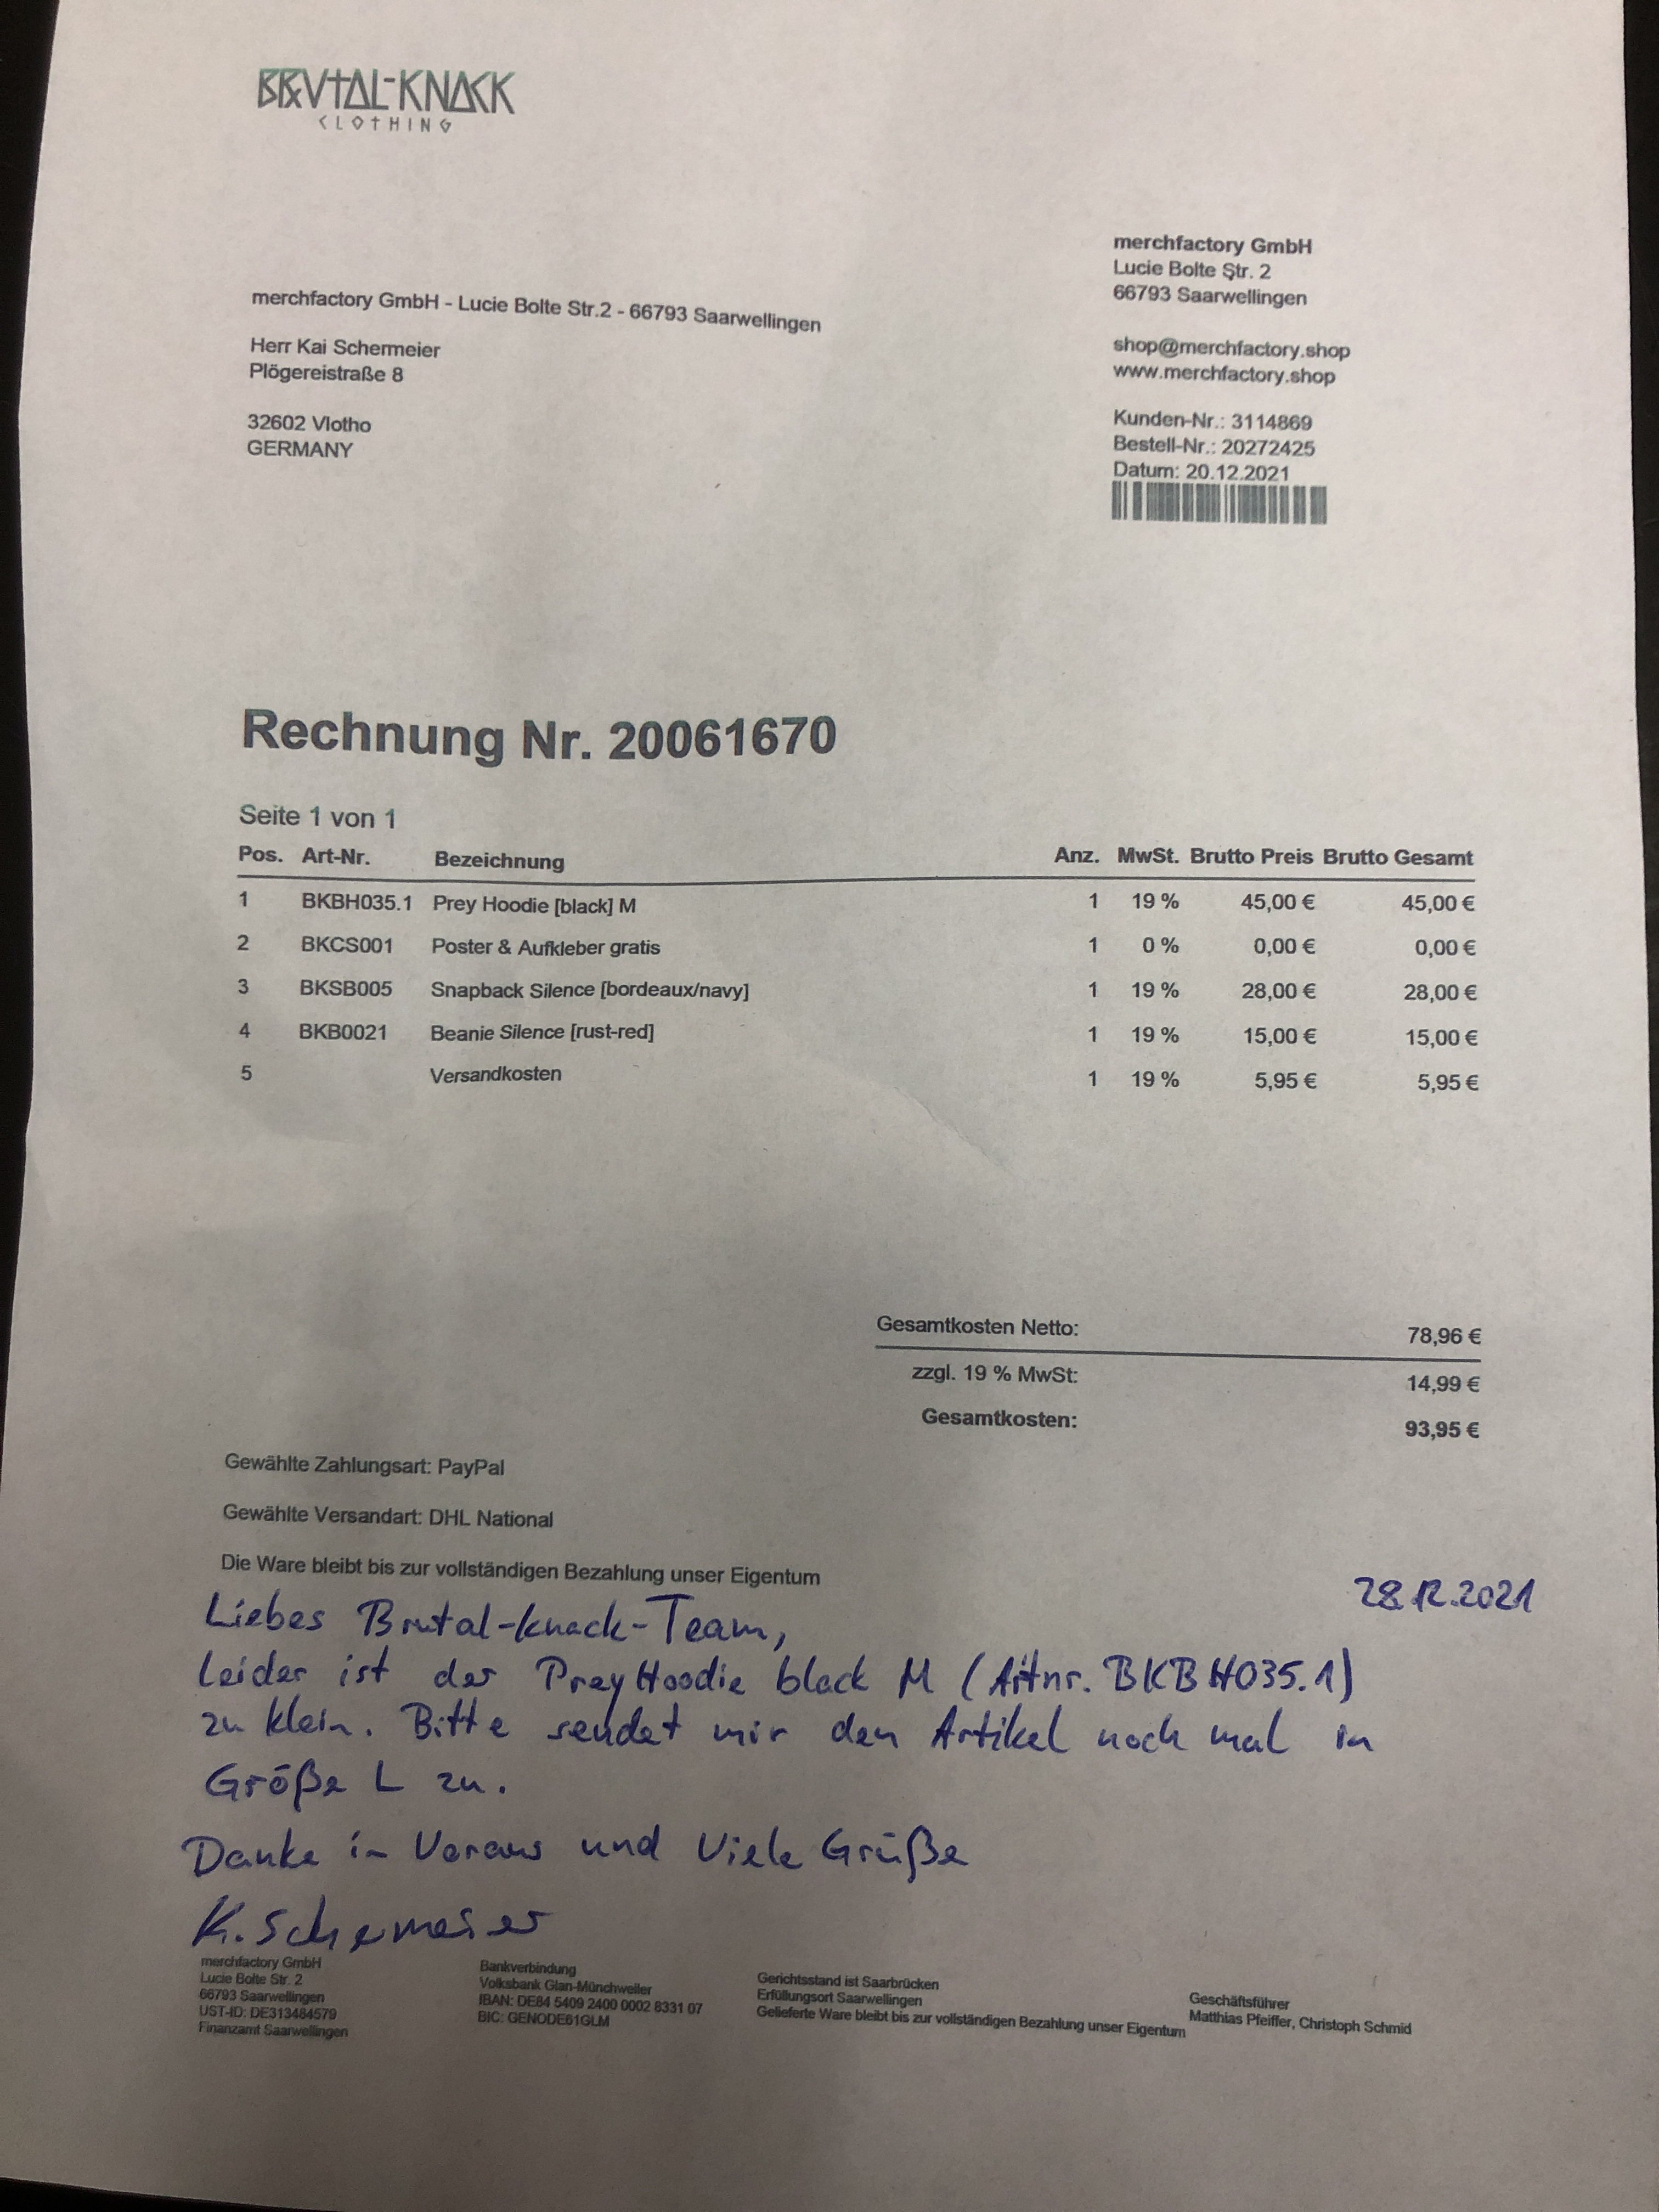 BRVTAL-KNACK
CLOTHING
merchfactory GmbH
Lucie Bolte Str. 2
66793 Saarwellingen
merchfactory GmbH - Lucie Bolte Str.2 - 66793 Saarwellingen
Herr Kai Schermeier
Plögereistraße 8
32602 Vlotho
GERMANY
shop@merchfactory.shop
www.merchfactory.shop
Kunden-Nr.: 3114869
Bestell-Nr.: 20272425
Datum: 20.12.2021
Rechnung Nr. 20061670
Seite 1 von 1
Pos. Art-Nr. Bezeichnung Anz. MwSt. Brutto Preis Brutto Gesamt
1 BKBH035.1 Prey Hoodie [black] M 1 19 % 45,00 € 45,00 €
2 BKCS001 Poster & Aufkleber gratis 1 0 % 0,00 € 0,00 €
3 BKSB005 Snapback Silence [bordeaux/navy] 1 19 % 28,00 € 28,00 €
4 BKB0021 Beanie Silence [rust-red] 1 19 % 15,00 € 15,00 €
5 Versandkosten 1 19 % 5,95 € 5,95 €
Gesamtkosten Netto: 78,96 €
zzgl. 19 % MwSt: 14,99 €
Gesamtkosten: 93,95 €
Gewählte Zahlungsart: PayPal
Gewählte Versandart: DHL National
Die Ware bleibt bis zur vollständigen Bezahlung unser Eigentum
28.12.2021
Liebes Brutal-Knack-Team,
leider ist der Prey Hoodie black M (Artnr. BKBH035.1)
zu klein. Bitte sendet mir den Artikel noch mal in
Größe L zu.
Danke im Voraus und Viele Grüße
K. Schermeier
merchfactory GmbH
Lucie Bolte Str. 2
66793 Saarwellingen
UST-ID: DE313484579
Finanzamt Saarwellingen
Bankverbindung
Volksbank Glan-Münchweiler
IBAN: DE84 5409 2400 0002 8331 07
BIC: GENODE61GLM
Gerichtsstand ist Saarbrücken
Erfüllungsort Saarwellingen
Gelieferte Ware bleibt bis zur vollständigen Bezahlung unser Eigentum
Geschäftsführer
Matthias Pfeiffer, Christoph Schmid